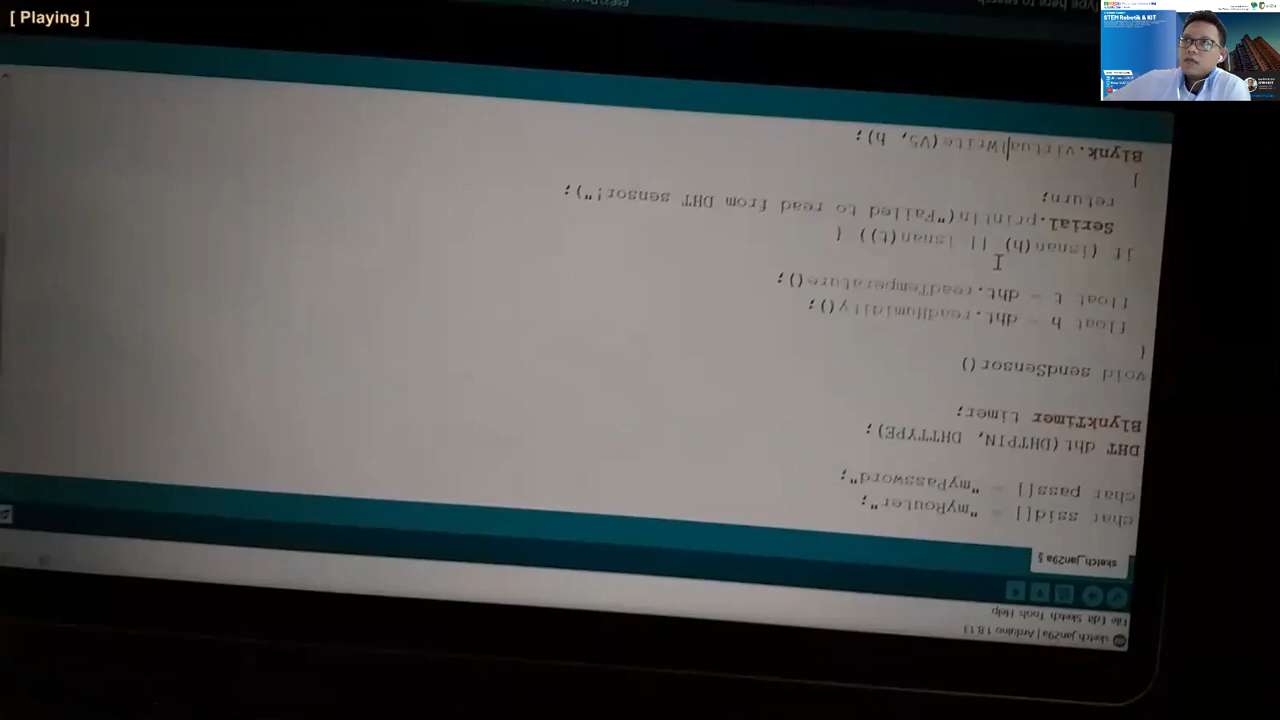 [ Playing ]
STEM Robotik & IOT
sketch_jan29a | Arduino 1.8.13
File Edit Sketch Tools Help
sketch_jan29a §
char ssid[] = "myRouter";
char pass[] = "myPassword";
DHT dht(DHTPIN, DHTTYPE);
BlynkTimer timer;
void sendSensor()
{
float h = dht.readHumidity();
float t = dht.readTemperature();
if (isnan(h) || isnan(t)) {
Serial.println("Failed to read from DHT sensor!");
return;
}
Blynk.virtualWrite(V5, h);